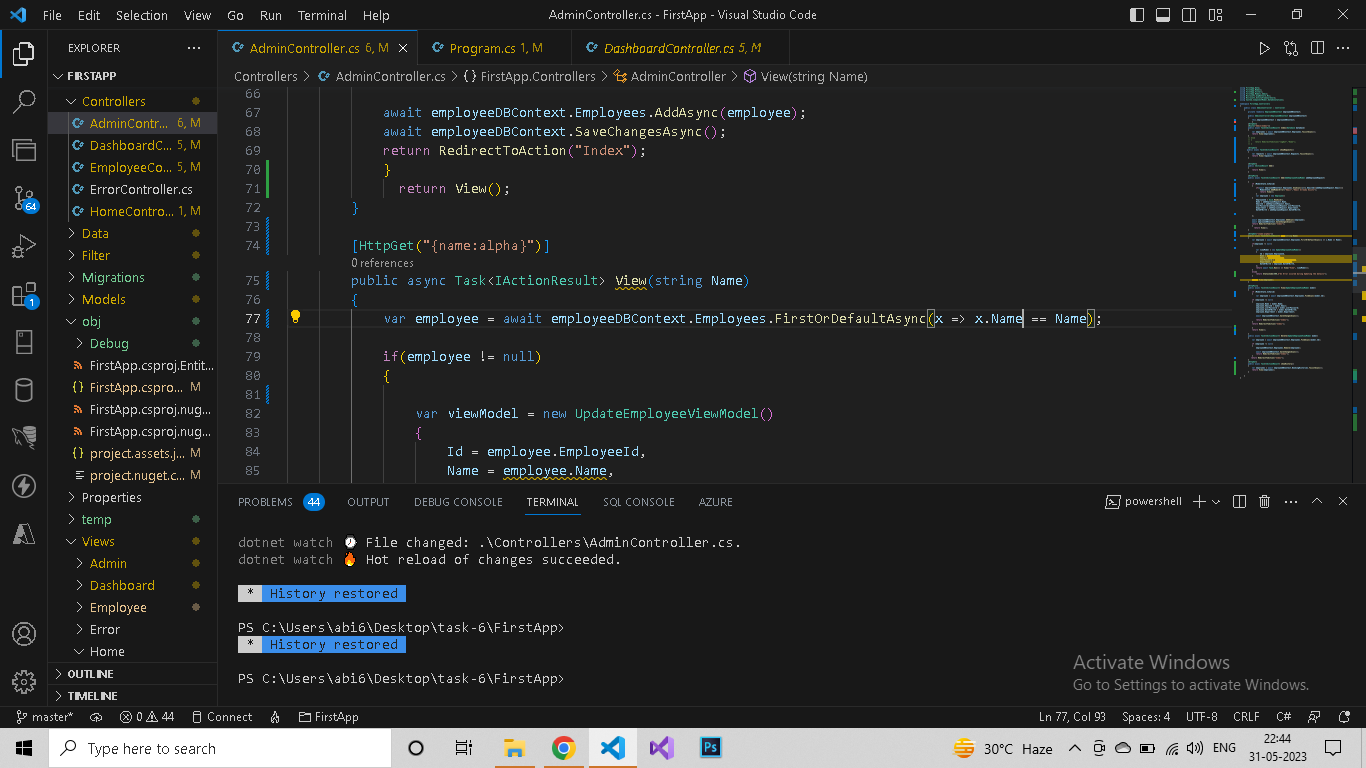 File Edit Selection View Go Run Terminal Help AdminController.cs - FirstApp - Visual Studio Code
EXPLORER ···
AdminController.cs 6, M
Program.cs 1, M
DashboardController.cs 5, M
FIRSTAPP
Controllers
AdminContr... 6, M
DashboardC... 5, M
EmployeeCo... 5, M
ErrorController.cs
HomeContro... 1, M
Data
Filter
Migrations
Models
obj
Debug
FirstApp.csproj.Entit...
FirstApp.cspro... M
FirstApp.csproj.nug...
FirstApp.csproj.nug...
project.assets.j... M
project.nuget.c... M
Properties
temp
Views
Admin
Dashboard
Employee
Error
Home
OUTLINE
TIMELINE
64
1
Controllers > AdminController.cs > {} FirstApp.Controllers > AdminController > View(string Name)
66
67 await employeeDBContext.Employees.AddAsync(employee);
68 await employeeDBContext.SaveChangesAsync();
69 return RedirectToAction("Index");
70 }
71 return View();
72 }
73
74 [HttpGet("{name:alpha}")]
0 references
75 public async Task<IActionResult> View(string Name)
76 {
77 var employee = await employeeDBContext.Employees.FirstOrDefaultAsync(x => x.Name == Name);
78
79 if(employee != null)
80 {
81
82 var viewModel = new UpdateEmployeeViewModel()
83 {
84 Id = employee.EmployeeId,
85 Name = employee.Name,
PROBLEMS 44 OUTPUT DEBUG CONSOLE TERMINAL SQL CONSOLE AZURE powershell
dotnet watch File changed: .\Controllers\AdminController.cs.
dotnet watch Hot reload of changes succeeded.
* History restored
PS C:\Users\abi6\Desktop\task-6\FirstApp>
* History restored
PS C:\Users\abi6\Desktop\task-6\FirstApp>
Activate Windows
Go to Settings to activate Windows.
master* 0 44 Connect FirstApp Ln 77, Col 93 Spaces: 4 UTF-8 CRLF C#
Type here to search
Ps
30°C Haze
ENG
22:44
31-05-2023